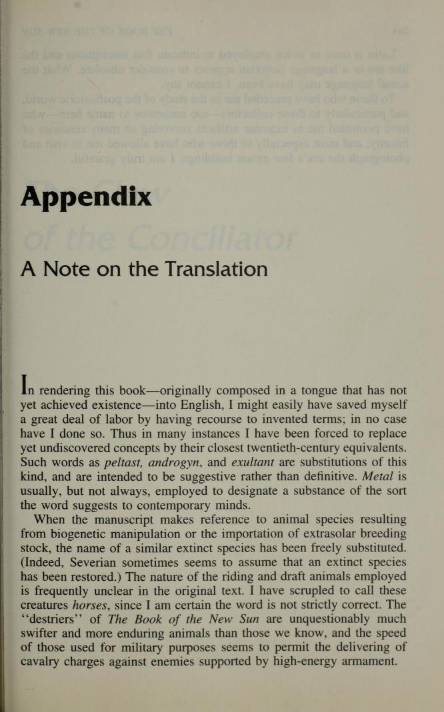 Appendix
of the Conciliator
A Note on the Translation
In rendering this book—originally composed in a tongue that has not
yet achieved existence—into English, I might easily have saved myself
a great deal of labor by having recourse to invented terms; in no case
have I done so. Thus in many instances I have been forced to replace
yet undiscovered concepts by their closest twentieth-century equivalents.
Such words as peltast, androgyn, and exultant are substitutions of this
kind, and are intended to be suggestive rather than definitive. Metal is
usually, but not always, employed to designate a substance of the sort
the word suggests to contemporary minds.
When the manuscript makes reference to animal species resulting
from biogenetic manipulation or the importation of extrasolar breeding
stock, the name of a similar extinct species has been freely substituted.
(Indeed, Severian sometimes seems to assume that an extinct species
has been restored.) The nature of the riding and draft animals employed
is frequently unclear in the original text. I have scrupled to call these
creatures horses, since I am certain the word is not strictly correct. The
"destriers" of The Book of the New Sun are unquestionably much
swifter and more enduring animals than those we know, and the speed
of those used for military purposes seems to permit the delivering of
cavalry charges against enemies supported by high-energy armament.